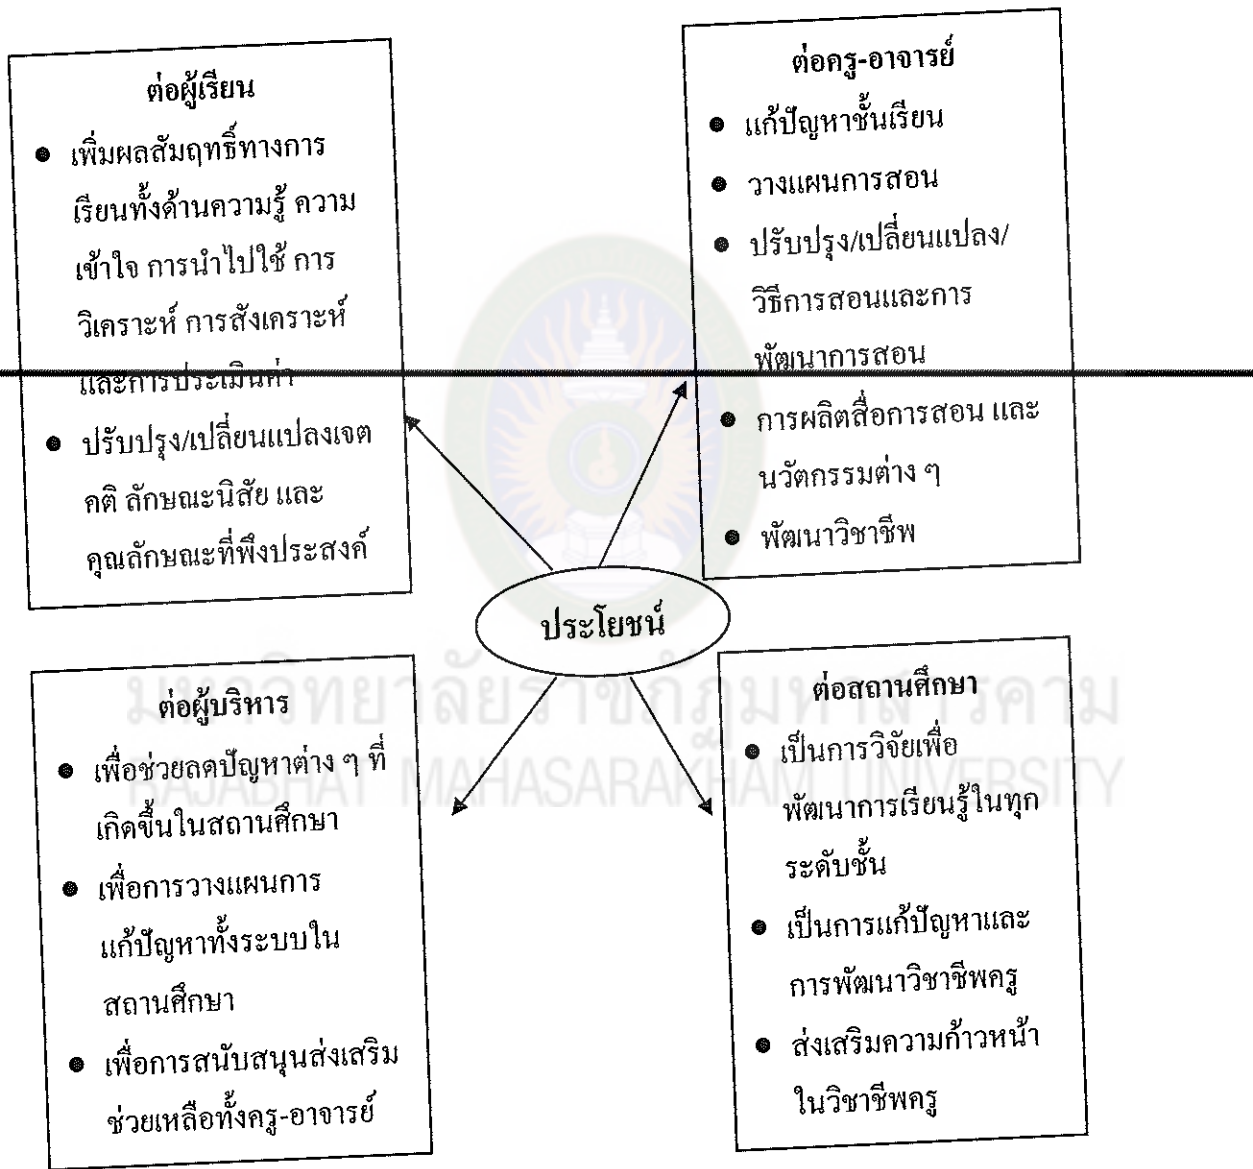 ต่อผู้เรียน
● เพิ่มผลสัมฤทธิ์ทางการ
เรียนทั้งด้านความรู้ ความ
เข้าใจ การนำไปใช้ การ
วิเคราะห์ การสังเคราะห์
และการประเมินค่า
● ปรับปรุง/เปลี่ยนแปลงเจต
คติ ลักษณะนิสัย และ
คุณลักษณะที่พึงประสงค์
ต่อครู-อาจารย์
● แก้ปัญหาชั้นเรียน
● วางแผนการสอน
● ปรับปรุง/เปลี่ยนแปลง/
วิธีการสอนและการ
พัฒนาการสอน
● การผลิตสื่อการสอน และ
นวัตกรรมต่าง ๆ
● พัฒนาวิชาชีพ
ประโยชน์
ต่อผู้บริหาร
● เพื่อช่วยลดปัญหาต่าง ๆ ที่
เกิดขึ้นในสถานศึกษา
● เพื่อการวางแผนการ
แก้ปัญหาทั้งระบบใน
สถานศึกษา
● เพื่อการสนับสนุนส่งเสริม
ช่วยเหลือทั้งครู-อาจารย์
ต่อสถานศึกษา
● เป็นการวิจัยเพื่อ
พัฒนาการเรียนรู้ในทุก
ระดับชั้น
● เป็นการแก้ปัญหาและ
การพัฒนาวิชาชีพครู
● ส่งเสริมความก้าวหน้า
ในวิชาชีพครู
มหาวิทยาลัยราชภัฏมหาสารคาม
RAJABHAT MAHASARAKHAM UNIVERSITY